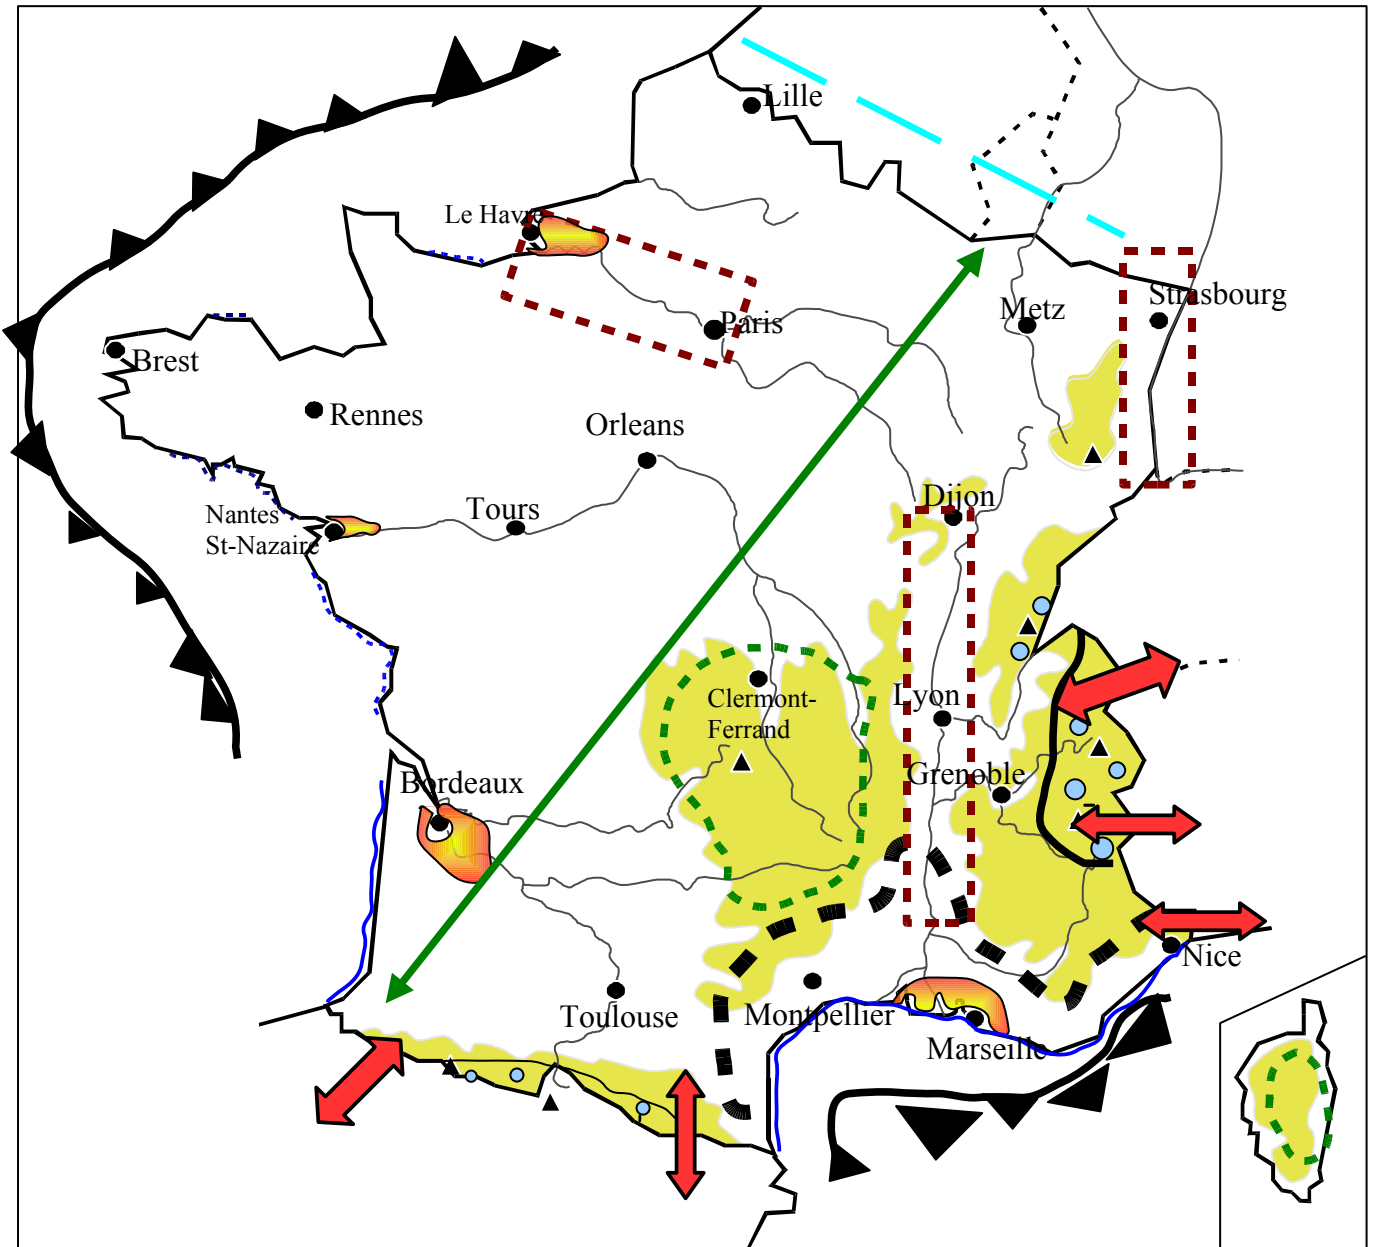 Lille
Le Havre
Strasbourg
Metz
Paris
Brest
Rennes
Orleans
Dijon
Tours
Nantes
St-Nazaire
Clermont-
Ferrand
Lyon
Grenoble
Bordeaux
Nice
Toulouse
Montpellier
Marseille